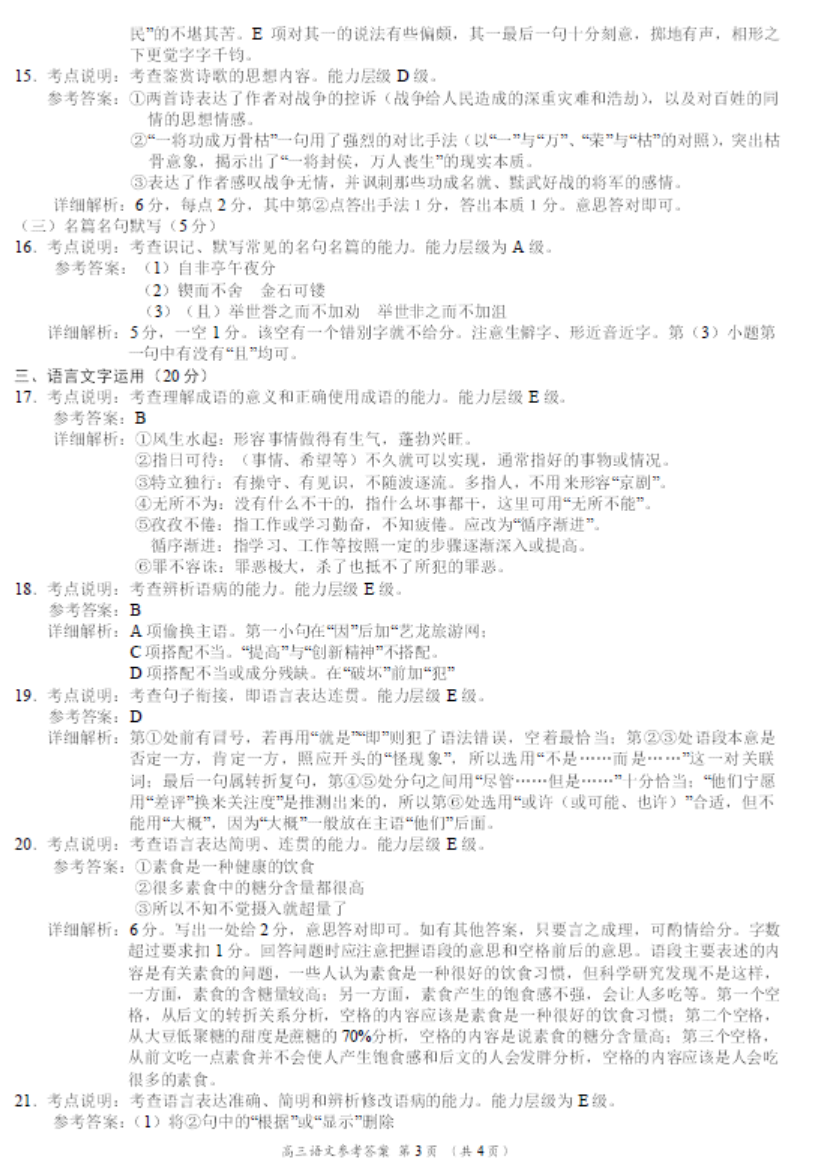 民”的不堪其苦。E 项对其一的说法有些偏颇，其一最后一句十分刻意，掷地有声，相形之
下更觉字字千钧。
15．考点说明：考查鉴赏诗歌的思想内容。能力层级 D 级。
参考答案：①两首诗表达了作者对战争的控诉（战争给人民造成的深重灾难和浩劫），以及对百姓的同
情的思想情感。
②“一将功成万骨枯”一句用了强烈的对比手法（以“一”与“万”、“荣”与“枯”的对照），突出枯
骨意象，揭示出了“一将封侯，万人丧生”的现实本质。
③表达了作者感叹战争无情，并讽刺那些功成名就、黩武好战的将军的感情。
详细解析：6 分，每点 2 分，其中第②点答出手法 1 分，答出本质 1 分。意思答对即可。
（三）名篇名句默写（5 分）
16．考点说明：考查识记、默写常见的名句名篇的能力。能力层级为 A 级。
参考答案：（1）自非亭午夜分
（2）锲而不舍　金石可镂
（3）（且）举世誉之而不加劝　举世非之而不加沮
详细解析：5 分，一空 1 分。该空有一个错别字就不给分。注意生僻字、形近音近字。第（3）小题第
一句中有没有“且”均可。
三、语言文字运用（20 分）
17．考点说明：考查理解成语的意义和正确使用成语的能力。能力层级 E 级。
参考答案：B
详细解析：①风生水起：形容事情做得有生气，蓬勃兴旺。
②指日可待：（事情、希望等）不久就可以实现，通常指好的事物或情况。
③特立独行：有操守、有见识，不随波逐流。多指人，不用来形容“京剧”。
④无所不为：没有什么不干的，指什么坏事都干，这里可用“无所不能”。
⑤孜孜不倦：指工作或学习勤奋，不知疲倦。应改为“循序渐进”。
循序渐进：指学习、工作等按照一定的步骤逐渐深入或提高。
⑥罪不容诛：罪恶极大，杀了也抵不了所犯的罪恶。
18．考点说明：考查辨析语病的能力。能力层级 E 级。
参考答案：B
详细解析：A 项偷换主语。第一小句在“因”后加“艺龙旅游网；
C 项搭配不当。“提高”与“创新精神”不搭配。
D 项搭配不当或成分残缺。在“破坏”前加“犯”
19．考点说明：考查句子衔接，即语言表达连贯。能力层级 E 级。
参考答案：D
详细解析：第①处前有冒号，若再用“就是”“即”则犯了语法错误，空着最恰当；第②③处语段本意是
否定一方，肯定一方，照应开头的“怪现象”，所以选用“不是……而是……”这一对关联
词；最后一句属转折复句，第④⑤处分句之间用“尽管……但是……”十分恰当；“他们宁愿
用“差评”换来关注度”是推测出来的，所以第⑥处选用“或许（或可能、也许）”合适，但不
能用“大概”，因为“大概”一般放在主语“他们”后面。
20．考点说明：考查语言表达简明、连贯的能力。能力层级 E 级。
参考答案：①素食是一种健康的饮食
②很多素食中的糖分含量都很高
③所以不知不觉摄入就超量了
详细解析：6 分。写出一处给 2 分，意思答对即可。如有其他答案，只要言之成理，可酌情给分。字数
超过要求扣 1 分。回答问题时应注意把握语段的意思和空格前后的意思。语段主要表述的内
容是有关素食的问题，一些人认为素食是一种很好的饮食习惯，但科学研究发现不是这样，
一方面，素食的含糖量较高；另一方面，素食产生的饱食感不强，会让人多吃等。第一个空
格，从后文的转折关系分析，空格的内容应该是素食是一种很好的饮食习惯；第二个空格，
从大豆低聚糖的甜度是蔗糖的 70%分析，空格的内容是说素食的糖分含量高；第三个空格，
从前文吃一点素食并不会使人产生饱食感和后文的人会发胖分析，空格的内容应该是人会吃
很多的素食。
21．考点说明：考查语言表达准确、简明和辨析修改语病的能力。能力层级为 E 级。
参考答案：（1）将②句中的“根据”或“显示”删除
高三语文参考答案 第 3 页 （共 4 页）